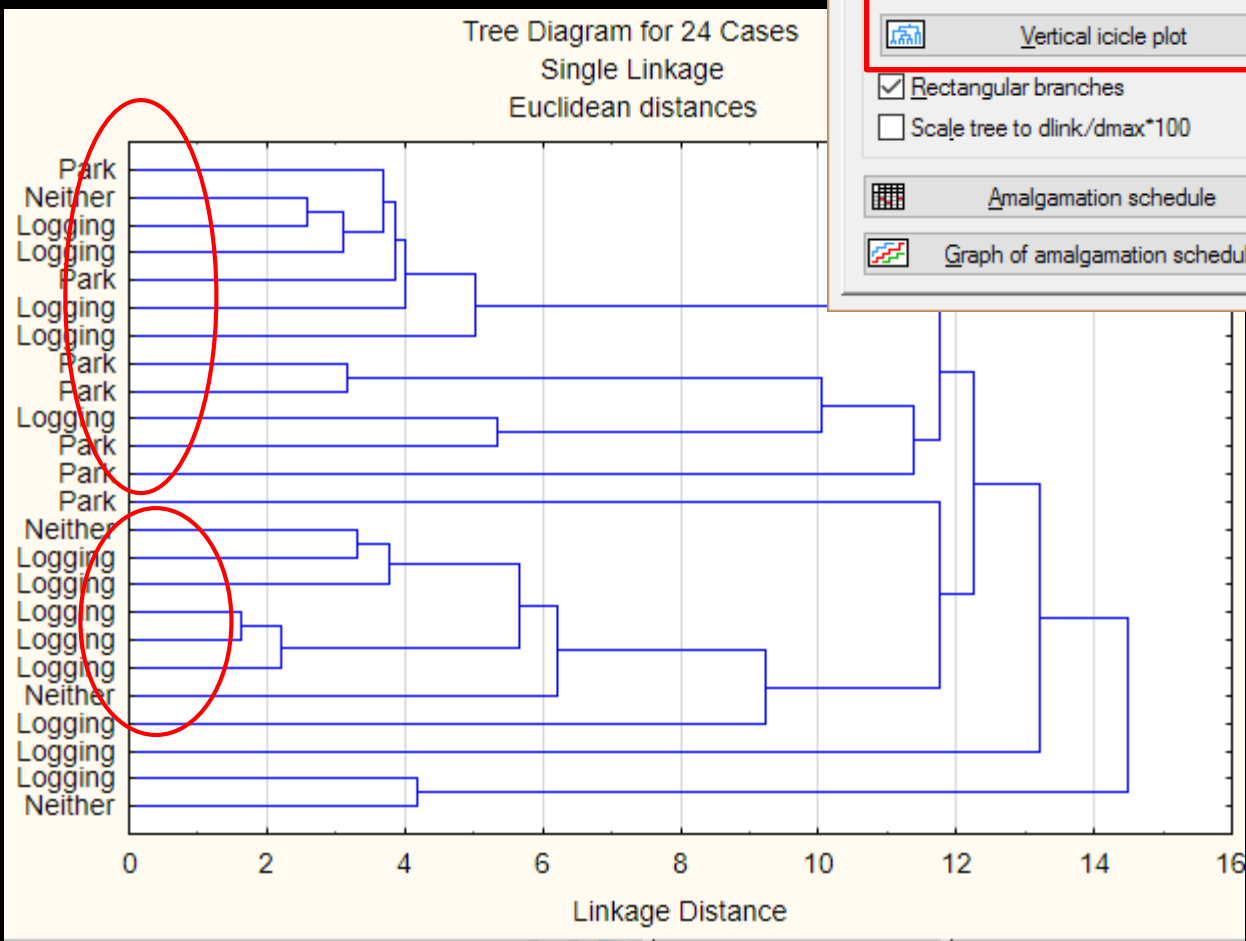 Tree Diagram for 24 Cases
Single Linkage
Euclidean distances
Vertical icicle plot
Rectangular branches
Scale tree to dlink/dmax*100
Amalgamation schedule
Graph of amalgamation
Park
Neither
Logging
Logging
Park
Logging
Logging
Park
Park
Logging
Park
Park
Park
Neither
Logging
Logging
Logging
Logging
Logging
Neither
Logging
Logging
Logging
Neither
0 2 4 6 8 10 12 14 16
Linkage Distance